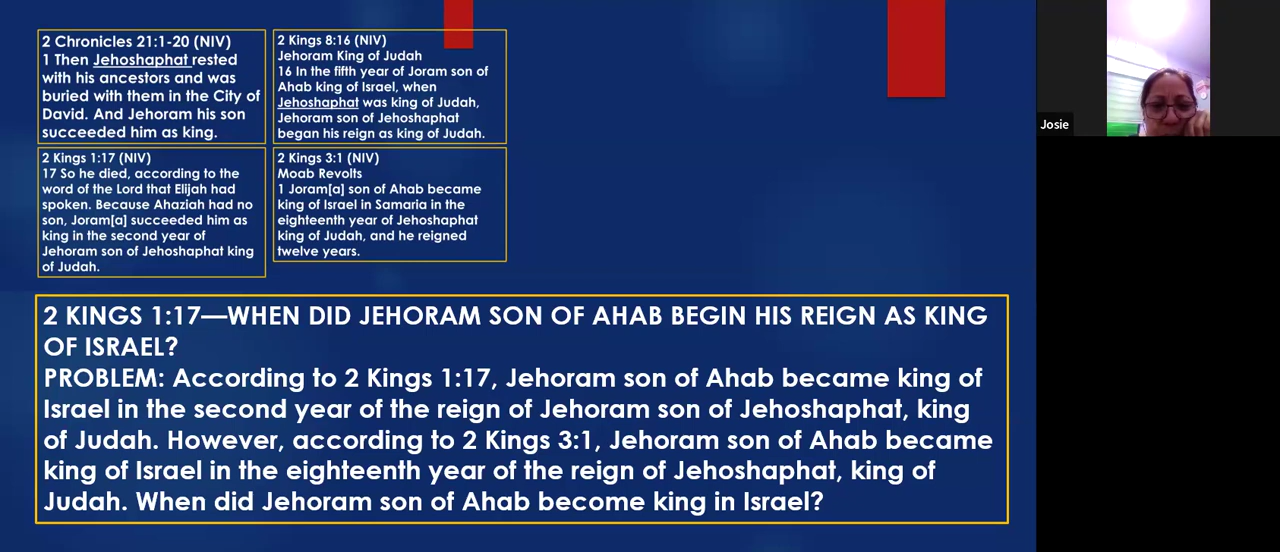 2 Chronicles 21:1-20 (NIV)
1 Then Jehoshaphat rested
with his ancestors and was
buried with them in the City of
David. And Jehoram his son
succeeded him as king.
2 Kings 8:16 (NIV)
Jehoram King of Judah
16 In the fifth year of Joram son of
Ahab king of Israel, when
Jehoshaphat was king of Judah,
Jehoram son of Jehoshaphat
began his reign as king of Judah.
2 Kings 1:17 (NIV)
17 So he died, according to the
word of the Lord that Elijah had
spoken. Because Ahaziah had no
son, Joram[a] succeeded him as
king in the second year of
Jehoram son of Jehoshaphat king
of Judah.
2 Kings 3:1 (NIV)
Moab Revolts
1 Joram[a] son of Ahab became
king of Israel in Samaria in the
eighteenth year of Jehoshaphat
king of Judah, and he reigned
twelve years.
2 KINGS 1:17—WHEN DID JEHORAM SON OF AHAB BEGIN HIS REIGN AS KING
OF ISRAEL?
PROBLEM: According to 2 Kings 1:17, Jehoram son of Ahab became king of
Israel in the second year of the reign of Jehoram son of Jehoshaphat, king
of Judah. However, according to 2 Kings 3:1, Jehoram son of Ahab became
king of Israel in the eighteenth year of the reign of Jehoshaphat, king of
Judah. When did Jehoram son of Ahab become king in Israel?
Josie